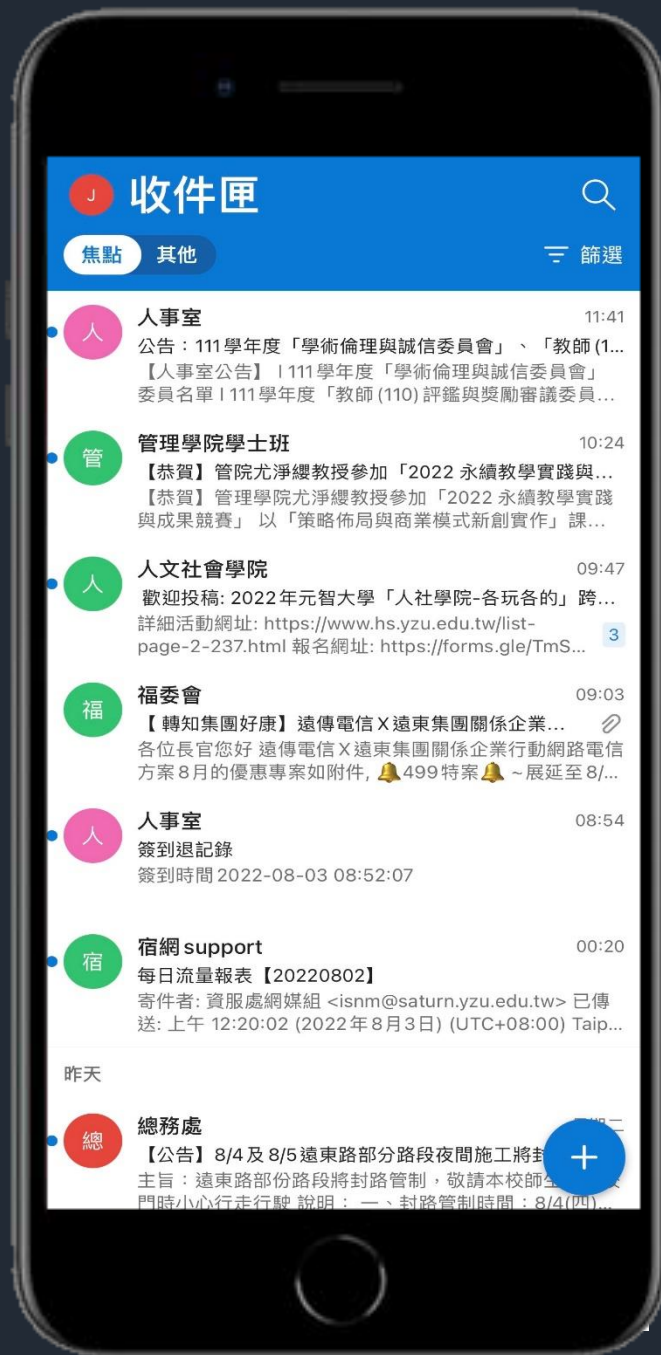 J 收件匣
焦點 其他 篩選
人 人事室 11:41
公告：111學年度「學術倫理與誠信委員會」、「教師(1...
【人事室公告】 l 111學年度「學術倫理與誠信委員會」
委員名單 l 111學年度「教師(110)評鑑與獎勵審議委員...
管 管理學院學士班 10:24
【恭賀】管院尤淨纓教授參加「2022 永續教學實踐與...
【恭賀】管理學院尤淨纓教授參加「2022 永續教學實踐
與成果競賽」 以「策略佈局與商業模式新創實作」課...
人 人文社會學院 09:47
歡迎投稿: 2022年元智大學「人社學院-各玩各的」跨...
詳細活動網址: https://www.hs.yzu.edu.tw/list-
page-2-237.html 報名網址: https://forms.gle/TmS... 3
福 福委會 09:03
【 轉知集團好康】遠傳電信X遠東集團關係企業...
各位長官您好 遠傳電信X遠東集團關係企業行動網路電信
方案8月的優惠專案如附件, 🔔499特案🔔 ~展延至8/...
人 人事室 08:54
簽到退記錄
簽到時間2022-08-03 08:52:07
宿 宿網support 00:20
每日流量報表【20220802】
寄件者: 資服處網媒組 <isnm@saturn.yzu.edu.tw> 已傳
送: 上午 12:20:02 (2022年8月3日) (UTC+08:00) Taip...
昨天
總 總務處
【公告】8/4及8/5遠東路部分路段夜間施工將封
主旨：遠東路部份路段將封路管制，敬請本校師
門時小心行走行駛 說明： 一、封路管制時間：8/4(四)...